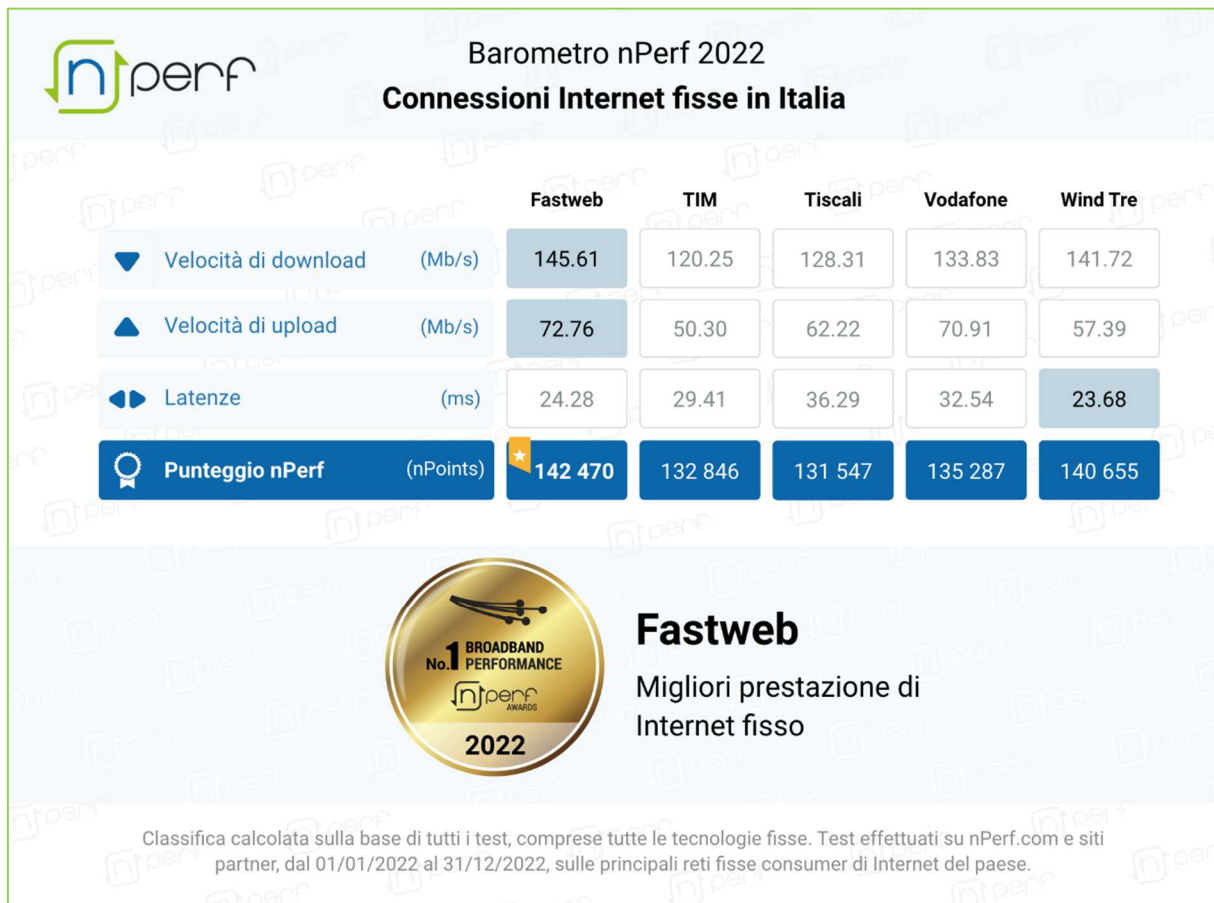 nperf
Barometro nPerf 2022
Connessioni Internet fisse in Italia
Fastweb TIM Tiscali Vodafone Wind Tre
Velocità di download (Mb/s) 145.61 120.25 128.31 133.83 141.72
Velocità di upload (Mb/s) 72.76 50.30 62.22 70.91 57.39
Latenze (ms) 24.28 29.41 36.29 32.54 23.68
Punteggio nPerf (nPoints) 142 470 132 846 131 547 135 287 140 655
No.1 BROADBAND
PERFORMANCE
nperf
AWARDS
2022
Fastweb
Migliori prestazione di
Internet fisso
Classifica calcolata sulla base di tutti i test, comprese tutte le tecnologie fisse. Test effettuati su nPerf.com e siti
partner, dal 01/01/2022 al 31/12/2022, sulle principali reti fisse consumer di Internet del paese.